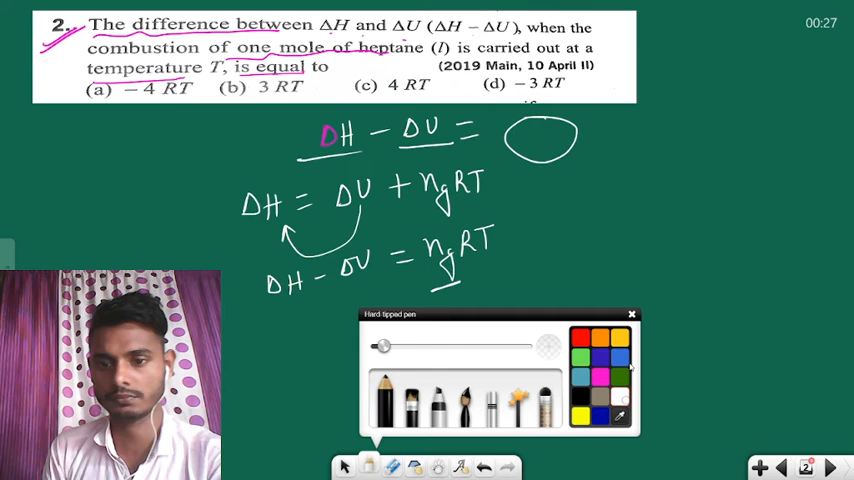 00:27
2. The difference between ΔH and ΔU (ΔH – ΔU), when the
combustion of one mole of heptane (l) is carried out at a
temperature T, is equal to (2019 Main, 10 April II)
(a) – 4 RT (b) 3 RT (c) 4 RT (d) – 3 RT
ΔH – ΔU =
ΔH = ΔU + ngRT
ΔH – ΔU = ngRT
Hard-tipped pen
2